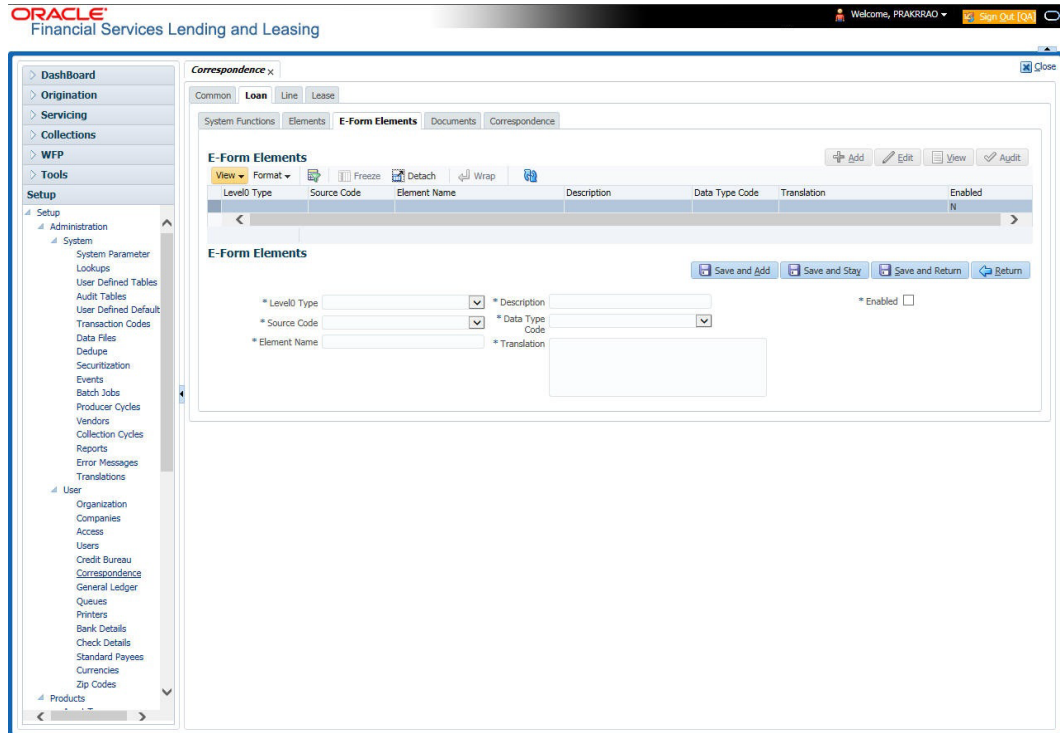 ORACLE
Financial Services Lending and Leasing
Welcome, PRAKRRAO
Sign Out [QA]
Close
DashBoard
Origination
Servicing
Collections
WFP
Tools
Setup
Setup
Administration
System
System Parameter
Lookups
User Defined Tables
Audit Tables
User Defined Default
Transaction Codes
Data Files
Dedupe
Securitization
Events
Batch Jobs
Producer Cycles
Vendors
Collection Cycles
Reports
Error Messages
Translations
User
Organization
Companies
Access
Users
Credit Bureau
Correspondence
General Ledger
Queues
Printers
Bank Details
Check Details
Standard Payees
Currencies
Zip Codes
Products
Correspondence x
Common Loan Line Lease
System Functions Elements E-Form Elements Documents Correspondence
E-Form Elements
Add Edit View Audit
View Format Freeze Detach Wrap
Level0 Type Source Code Element Name Description Data Type Code Translation Enabled
N
E-Form Elements
Save and Add Save and Stay Save and Return Return
* Level0 Type
* Source Code
* Element Name
* Description
* Data Type Code
* Translation
* Enabled